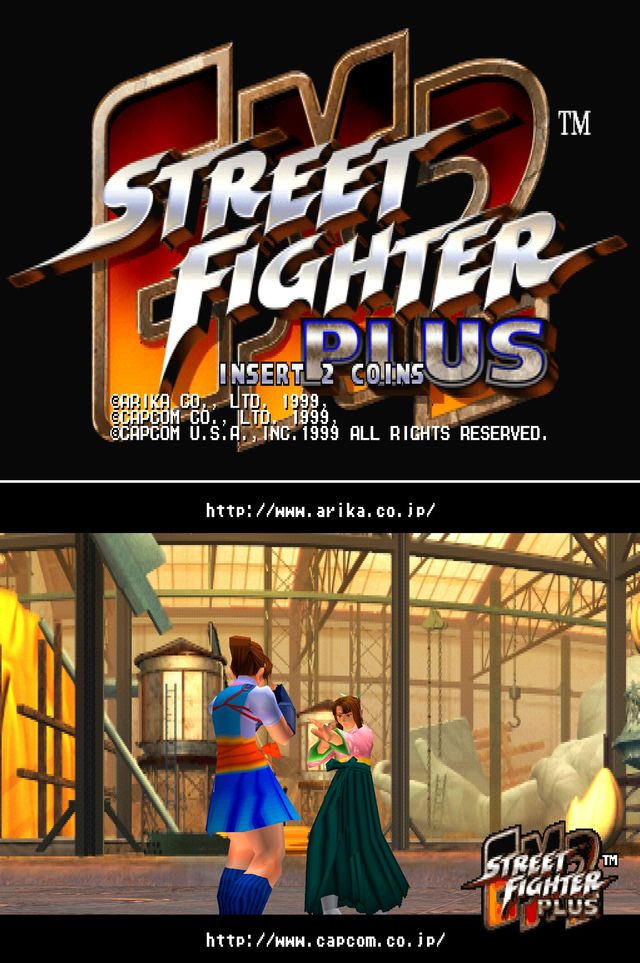 EX2
TM
STREET
FIGHTER
PLUS
INSERT 2 COINS
©ARIKA CO., LTD. 1999.
©CAPCOM CO., LTD. 1999,
©CAPCOM U.S.A.,INC.1999 ALL RIGHTS RESERVED.
http://www.arika.co.jp/
EX2
STREET TM
FIGHTER
PLUS
http://www.capcom.co.jp/